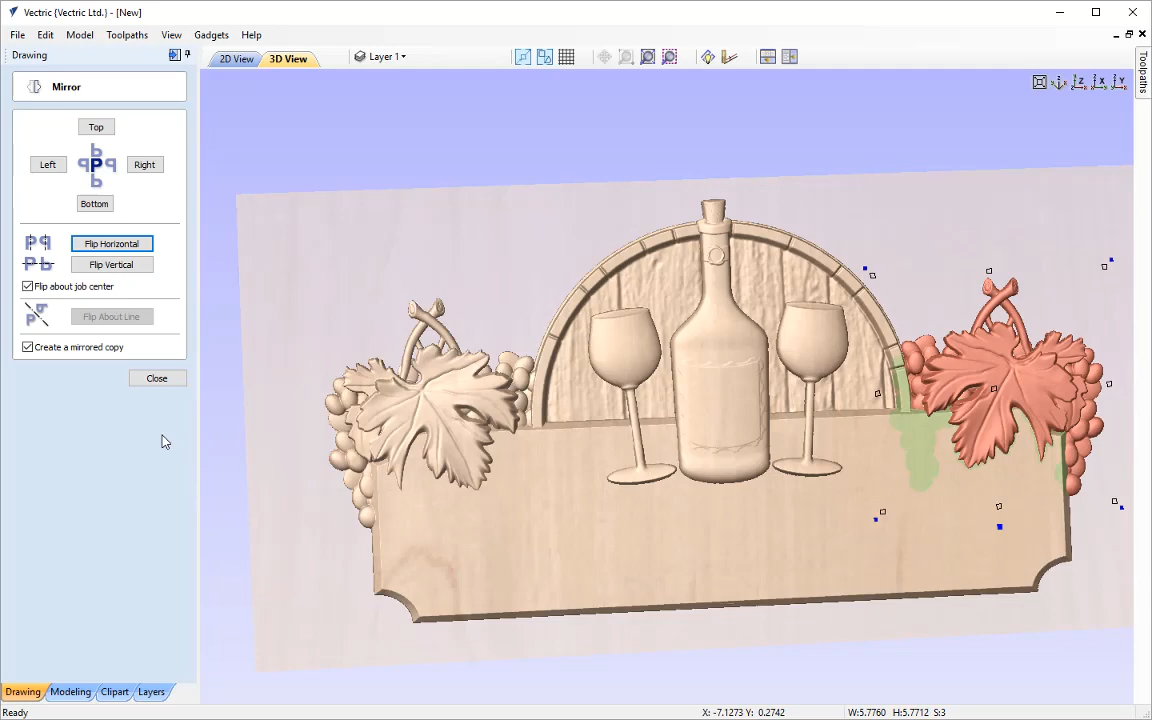 Vectric {Vectric Ltd.} - [New]
File Edit Model Toolpaths View Gadgets Help
Drawing
2D View 3D View Layer 1
Toolpaths
Z X Y
Mirror
Top
Left Right
Bottom
Flip Horizontal
Flip Vertical
Flip about job center
Flip About Line
Create a mirrored copy
Close
Drawing Modeling Clipart Layers
Ready X: -7.1273 Y: 0.2742 W:5.7760 H:5.7712 S:3